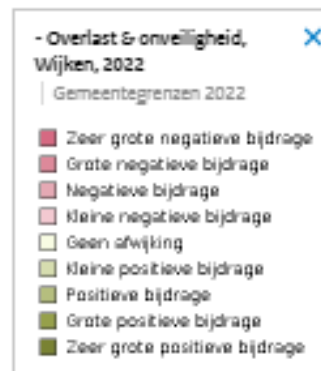 - Overlast & onveiligheid,
Wijken, 2022
Gemeentegrenzen 2022
Zeer grote negatieve bijdrage
Grote negatieve bijdrage
Negatieve bijdrage
Kleine negatieve bijdrage
Geen afwijking
Kleine positieve bijdrage
Positieve bijdrage
Grote positieve bijdrage
Zeer grote positieve bijdrage